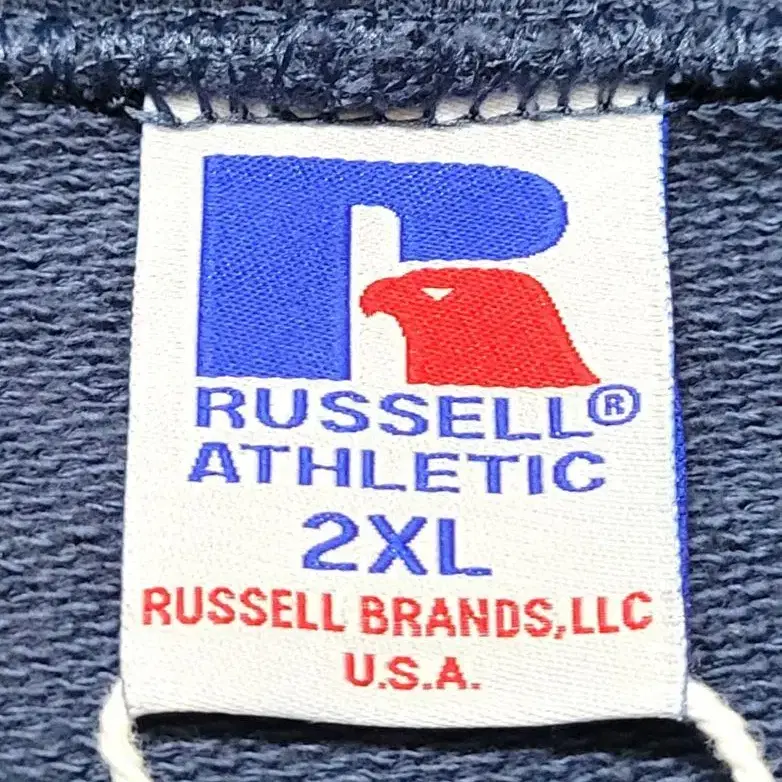 RUSSELL®
ATHLETIC
2XL
RUSSELL BRANDS,LLC
U.S.A.